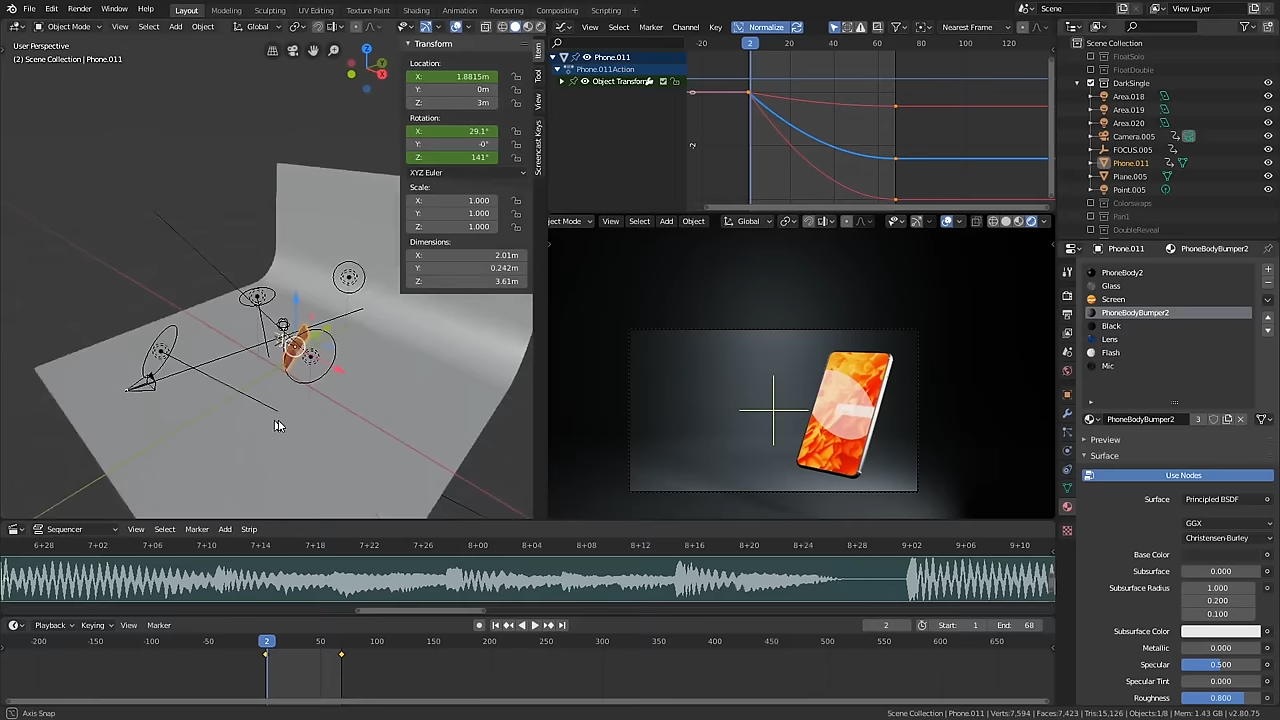 File Edit Render Window Help Layout Modeling Sculpting UV Editing Texture Paint Shading Animation Rendering Compositing Scripting + Scene View Layer
Object Mode View Select Add Object Global
User Perspective
(2) Scene Collection | Phone.011
Transform
Location:
X: 1.8815m
Y: 0m
Z: 3m
Rotation:
X: 29.1°
Y: -0°
Z: 141°
XYZ Euler
Scale:
X: 1.000
Y: 1.000
Z: 1.000
Dimensions:
X: 2.01m
Y: 0.242m
Z: 3.61m
Item
Tool
View
Screencast Keys
View Select Marker Channel Key Normalize Nearest Frame
-20 2 20 40 60 80 100 120
Phone.011
Phone.011Action
Object Transform
0
-2
ject Mode View Select Add Object Global
Scene Collection
FloatSolo
FloatDouble
DarkSingle
Area.018
Area.019
Area.020
Camera.005
FOCUS.005
Phone.011
Plane.005
Point.005
Colorswaps
Pan1
DoubleReveal
Phone.011 PhoneBodyBumper2
PhoneBody2
Glass
Screen
PhoneBodyBumper2
Black
Lens
Flash
Mic
PhoneBodyBumper2 3
Preview
Surface
Use Nodes
Surface Principled BSDF
GGX
Christensen-Burley
Base Color
Subsurface 0.000
Subsurface Radius 1.000
0.200
0.100
Subsurface Color
Metallic 0.000
Specular 0.500
Specular Tint 0.000
Roughness 0.800
Sequencer View Select Marker Add Strip
6+28 7+02 7+06 7+10 7+14 7+18 7+22 7+26 8+00 8+04 8+08 8+12 8+16 8+20 8+24 8+28 9+02 9+06 9+10
Playback Keying View Marker 2 Start: 1 End: 68
-200 -150 -100 -50 2 50 100 150 200 250 300 350 400 450 500 550 600 650
Axis Snap
Scene Collection | Phone.011 | Verts:7,594 | Faces:7,423 | Tris:15,126 | Objects:1/8 | Mem: 1.43 GB | v2.80.75